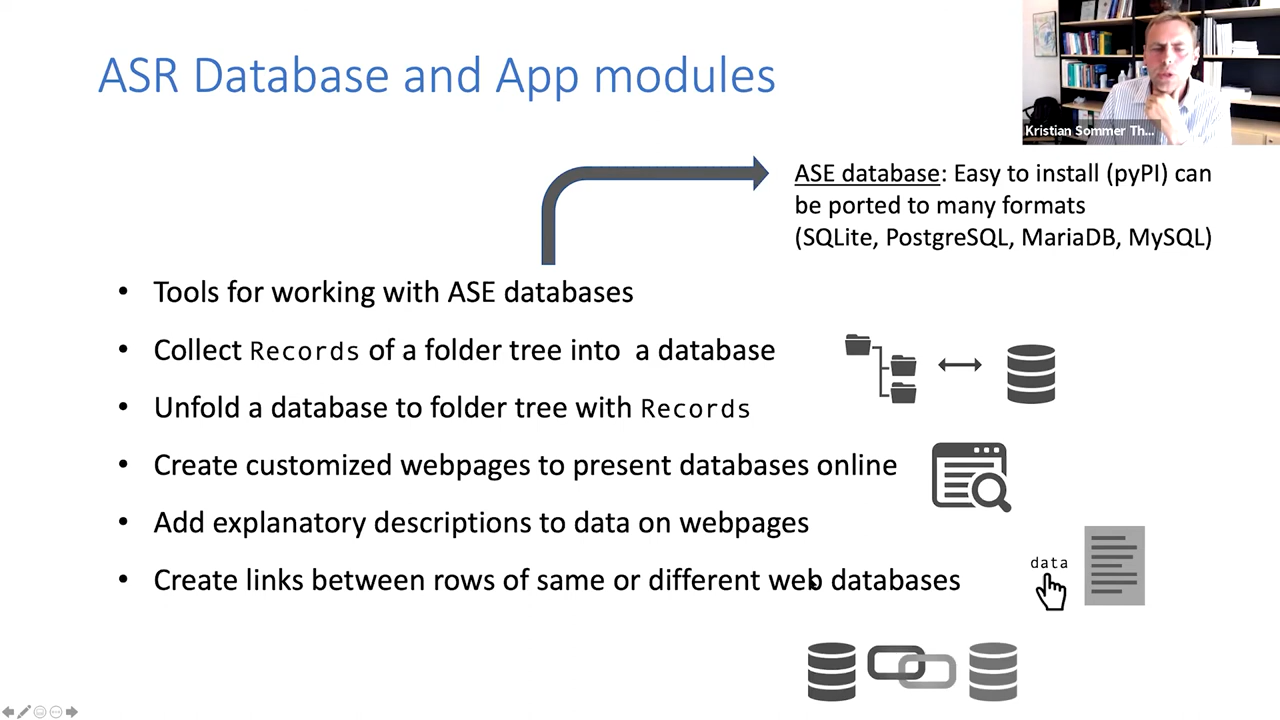 ASR Database and App modules
Kristian Sommer Th...
ASE database: Easy to install (pyPI) can
be ported to many formats
(SQLite, PostgreSQL, MariaDB, MySQL)
• Tools for working with ASE databases
• Collect Records of a folder tree into a database
• Unfold a database to folder tree with Records
• Create customized webpages to present databases online
• Add explanatory descriptions to data on webpages
• Create links between rows of same or different web databases
data